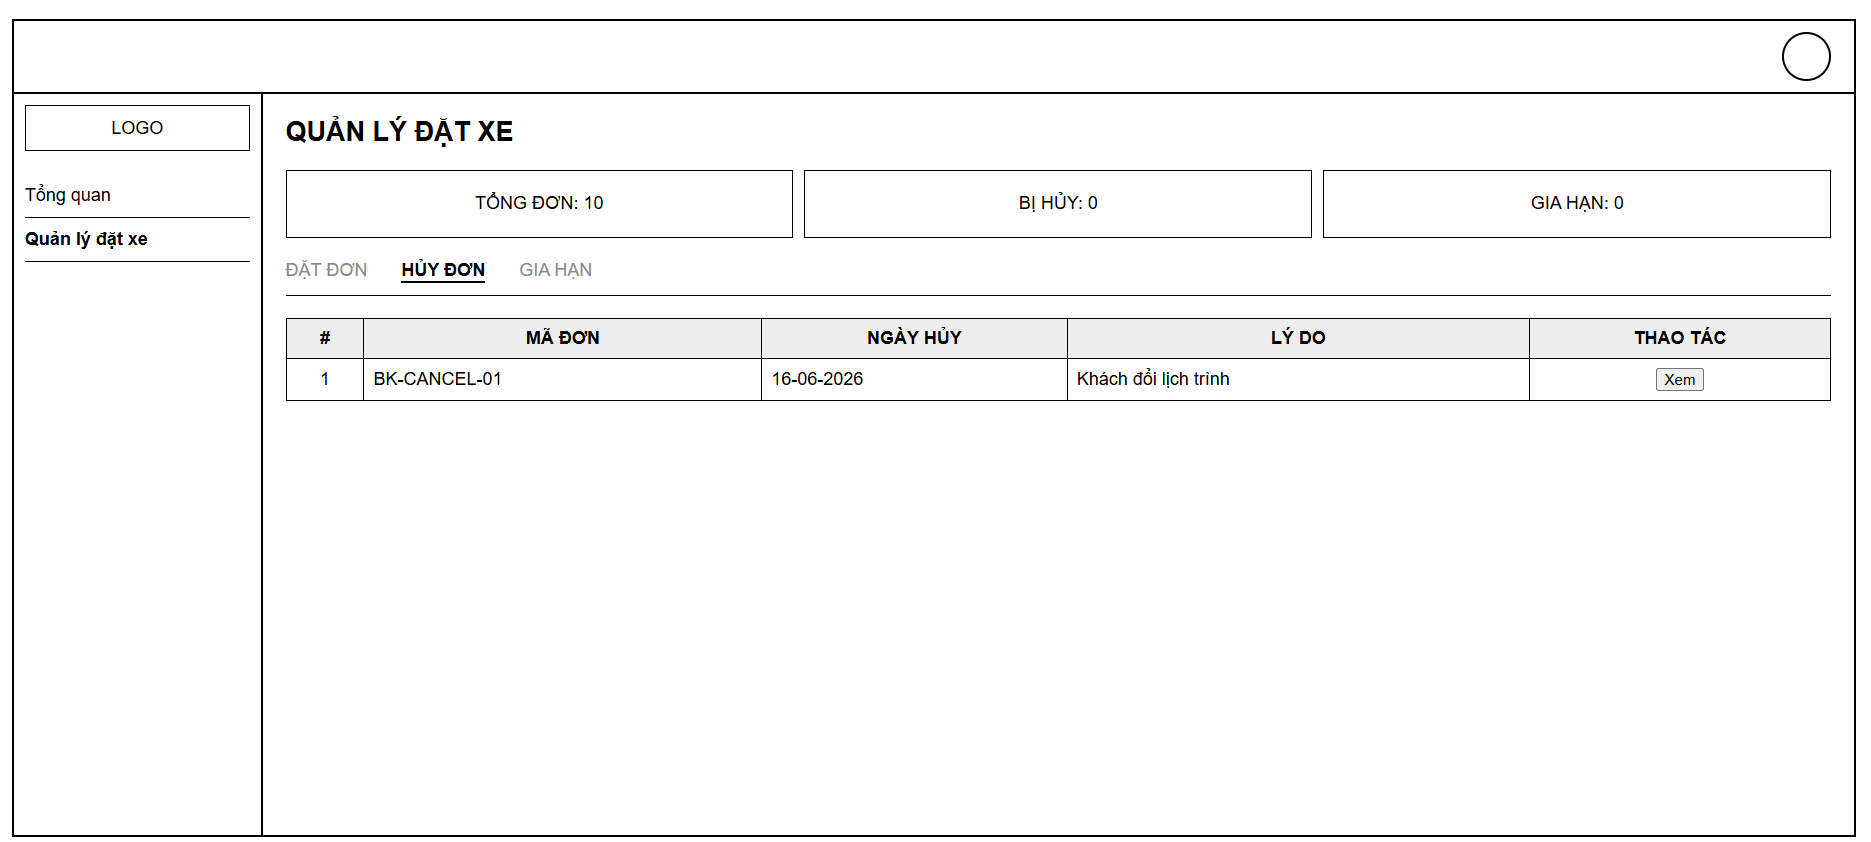 LOGO
Tổng quan
Quản lý đặt xe
QUẢN LÝ ĐẶT XE
TỔNG ĐƠN: 10
BỊ HỦY: 0
GIA HẠN: 0
ĐẶT ĐƠN HỦY ĐƠN GIA HẠN
# MÃ ĐƠN NGÀY HỦY LÝ DO THAO TÁC
1 BK-CANCEL-01 16-06-2026 Khách đổi lịch trình Xem